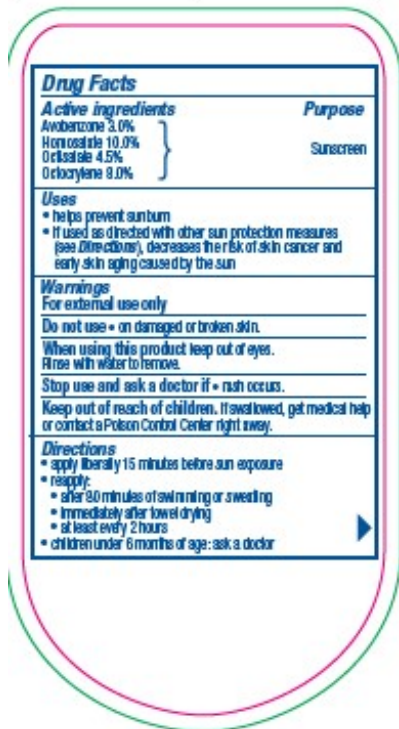 Drug Facts
Active ingredients Purpose
Avobenzone 3.0%
Homosalate 10.0%
Octisalate 4.5%
Octocrylene 8.0%
Sunscreen
Uses
• helps prevent sunburn
• if used as directed with other sun protection measures
(see Directions), decreases the risk of skin cancer and
early skin aging caused by the sun
Warnings
For external use only
Do not use • on damaged or broken skin.
When using this product keep out of eyes.
Rinse with water to remove.
Stop use and ask a doctor if • rash occurs.
Keep out of reach of children. If swallowed, get medical help
or contact a Poison Control Center right away.
Directions
• apply liberally 15 minutes before sun exposure
• reapply:
• after 80 minutes of swimming or sweating
• immediately after towel drying
• at least every 2 hours
• children under 6 months of age: ask a doctor